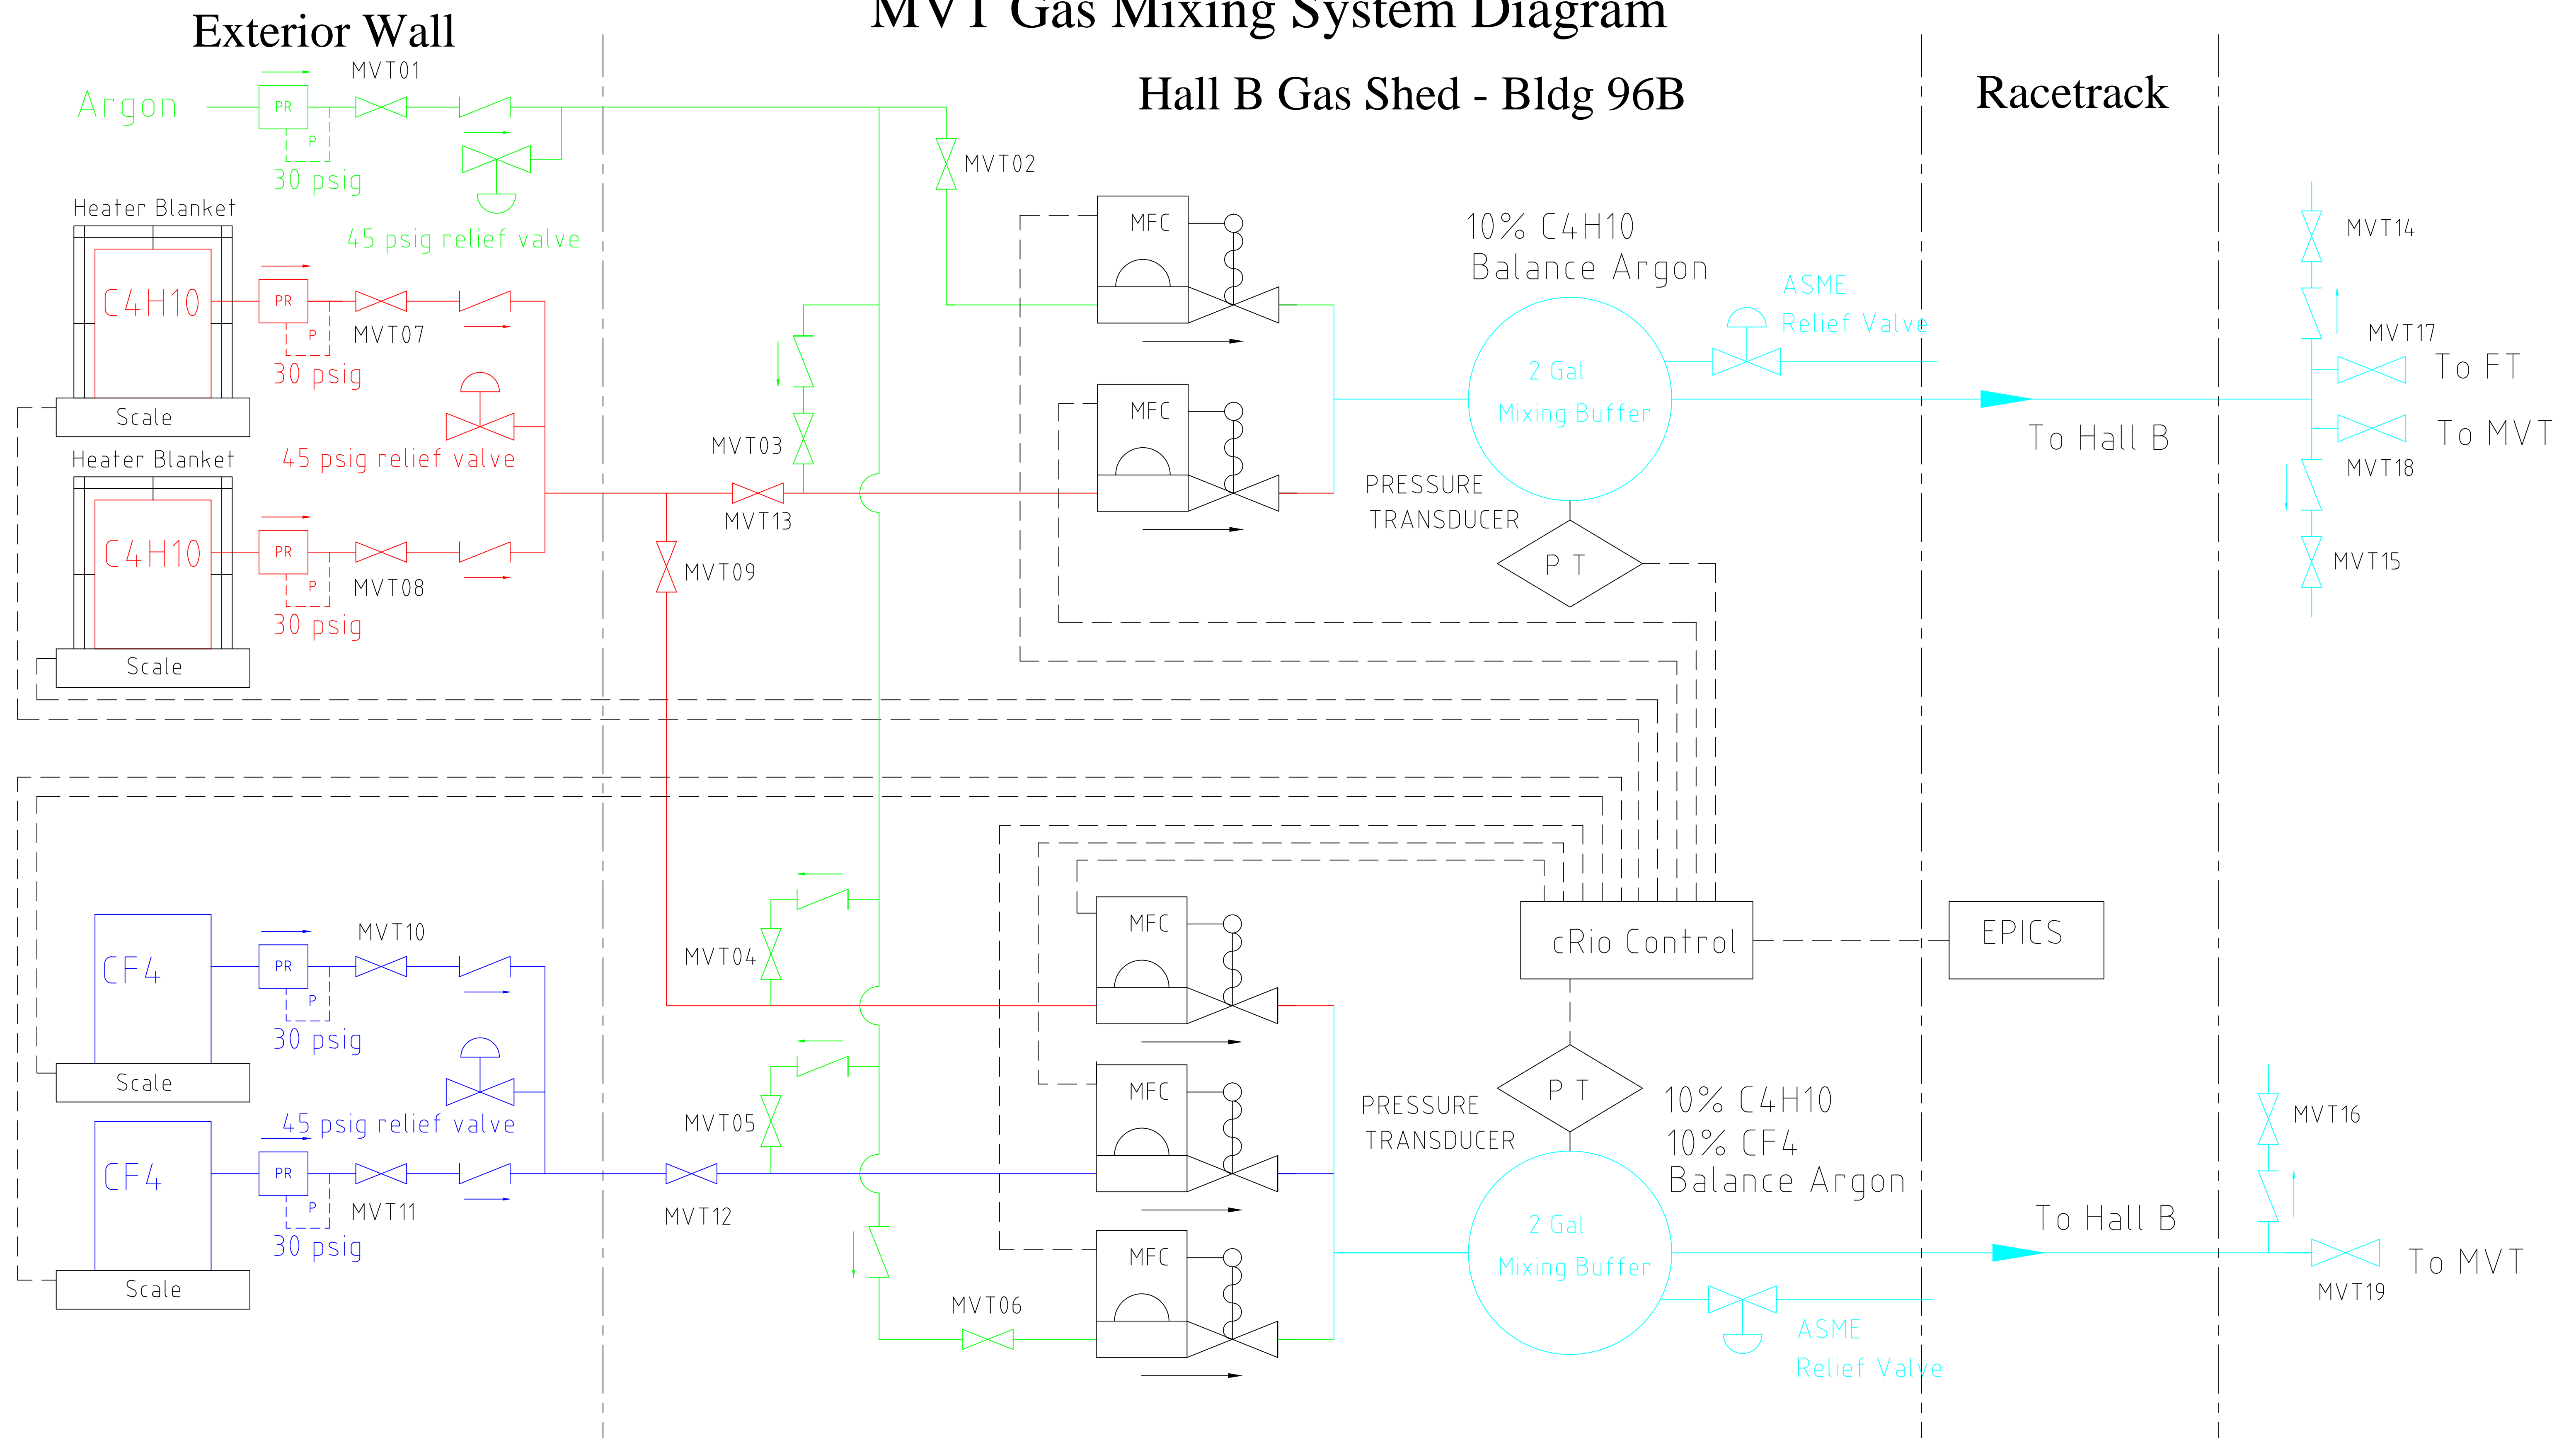 MVT Gas Mixing System Diagram
Exterior Wall
Hall B Gas Shed - Bldg 96B
Racetrack
Argon
PR
P
30 psig
MVT01
45 psig relief valve
MVT02
Heater Blanket
C4H10
Scale
PR
P
30 psig
MVT07
45 psig relief valve
Heater Blanket
C4H10
Scale
PR
P
30 psig
MVT08
MVT03
MVT13
MVT09
MFC
MFC
10% C4H10
Balance Argon
2 Gal
Mixing Buffer
ASME
Relief Valve
PRESSURE
TRANSDUCER
P T
To Hall B
MVT14
MVT17
To FT
To MVT
MVT18
MVT15
CF4
Scale
PR
P
30 psig
MVT10
45 psig relief valve
CF4
Scale
PR
P
30 psig
MVT11
MVT12
MVT04
MVT05
MVT06
MFC
MFC
MFC
cRio Control
EPICS
PRESSURE
TRANSDUCER
P T
10% C4H10
10% CF4
Balance Argon
2 Gal
Mixing Buffer
ASME
Relief Valve
To Hall B
MVT16
To MVT
MVT19